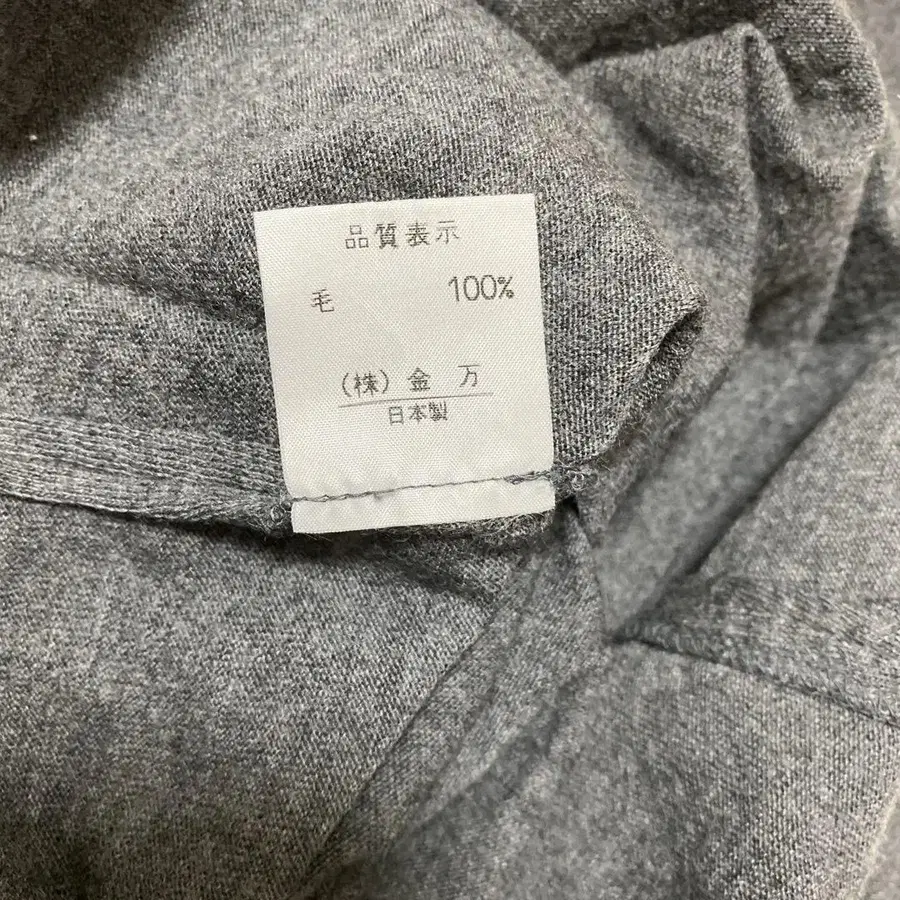 品質表示
毛 100%
（株）金万
日本製